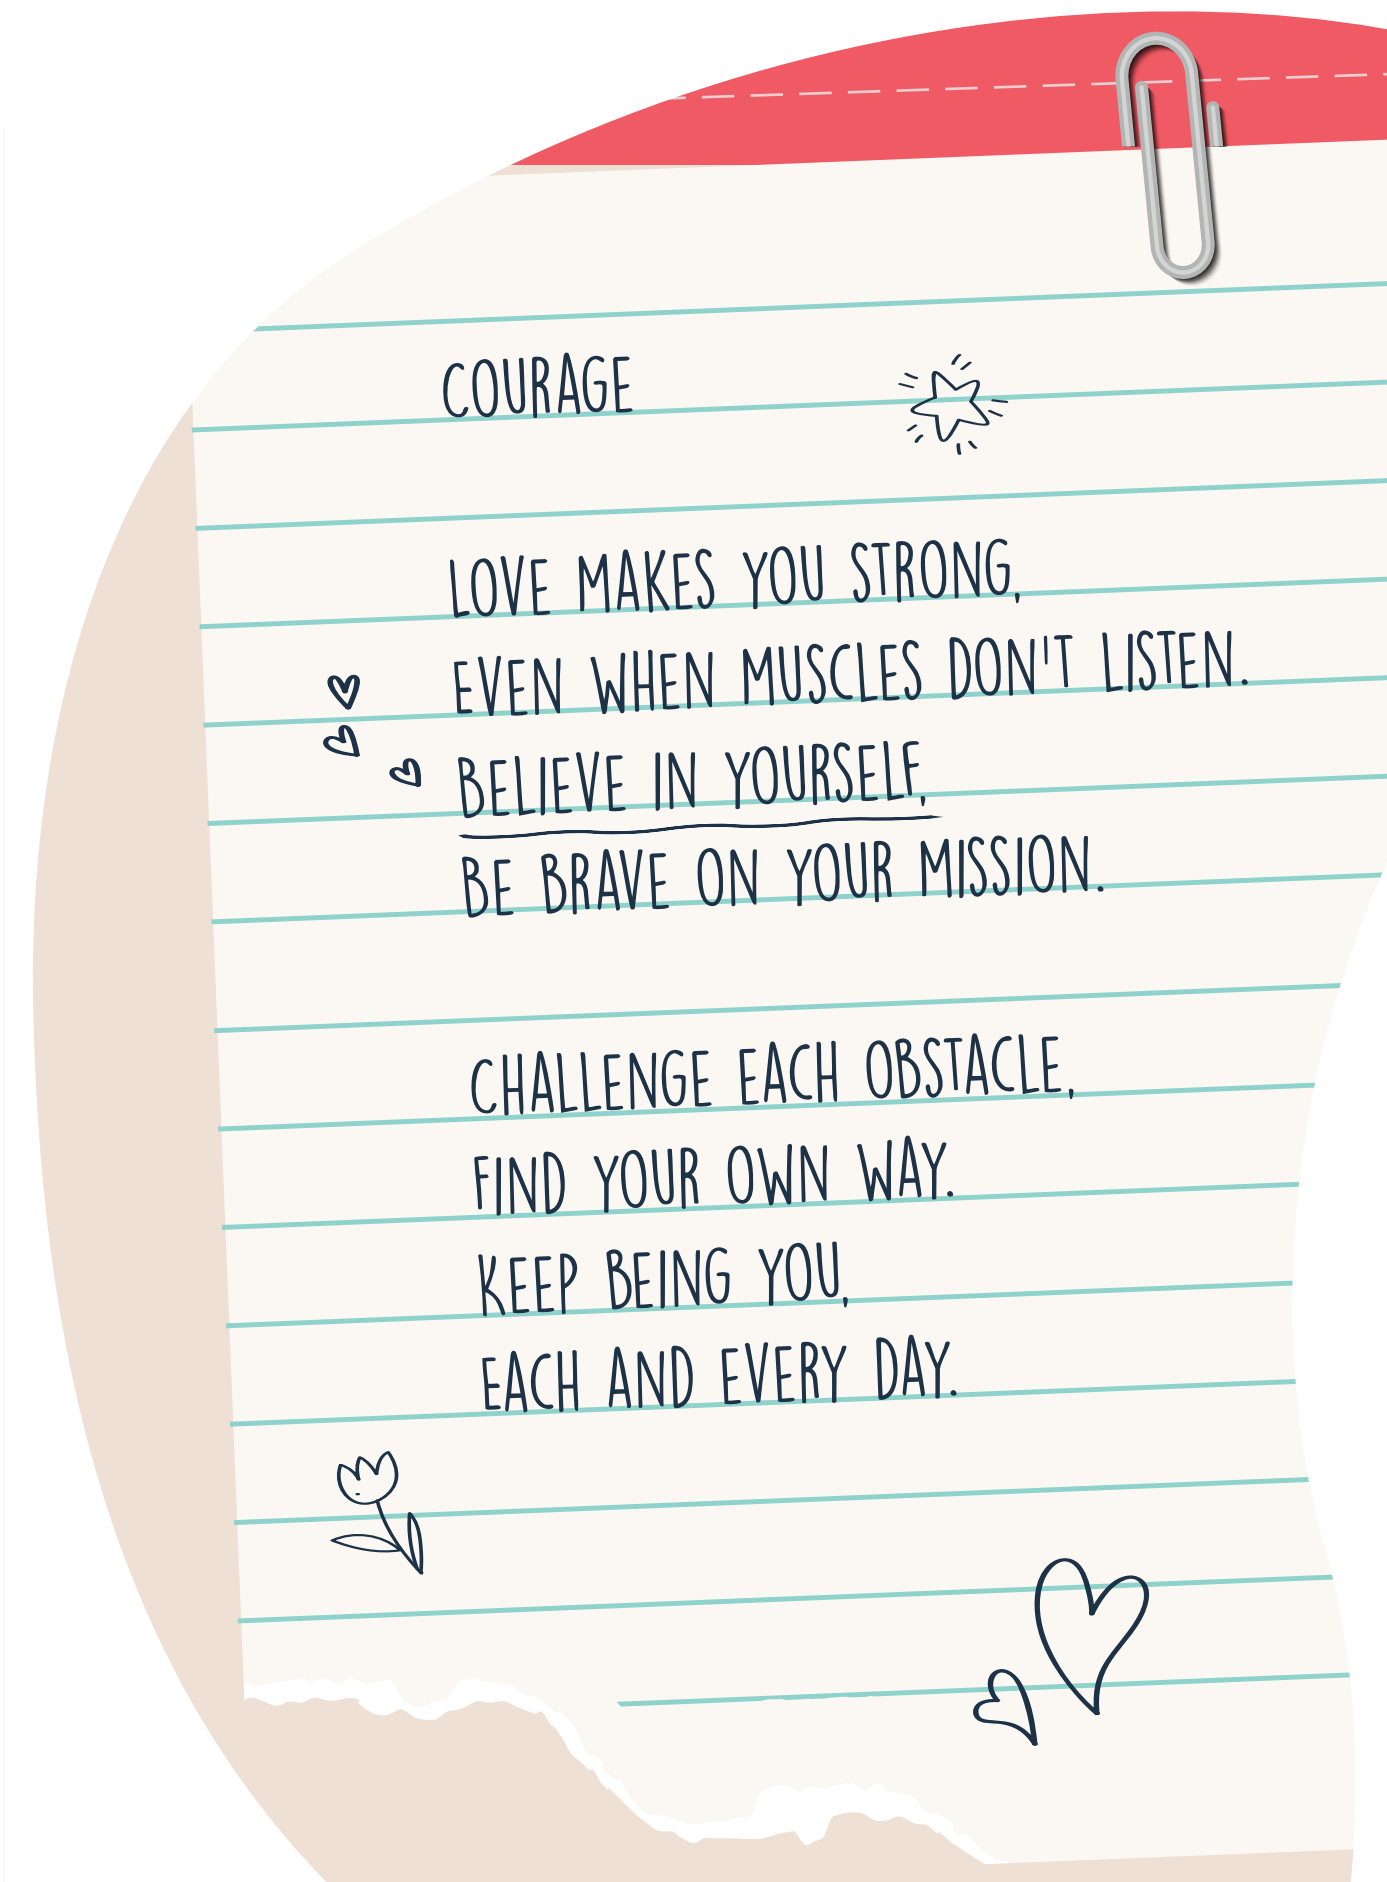 COURAGE
LOVE MAKES YOU STRONG,
EVEN WHEN MUSCLES DON'T LISTEN.
BELIEVE IN YOURSELF,
BE BRAVE ON YOUR MISSION.
CHALLENGE EACH OBSTACLE,
FIND YOUR OWN WAY.
KEEP BEING YOU,
EACH AND EVERY DAY.